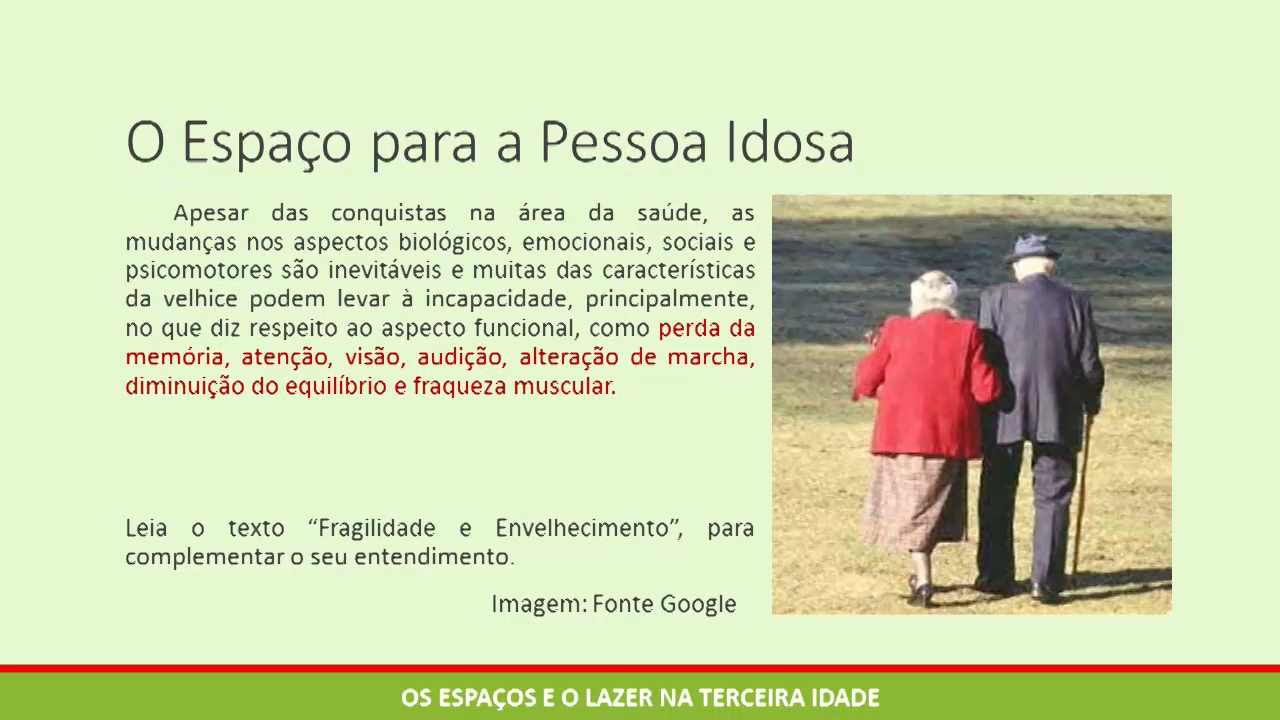 O Espaço para a Pessoa Idosa
Apesar das conquistas na área da saúde, as
mudanças nos aspectos biológicos, emocionais, sociais e
psicomotores são inevitáveis e muitas das características
da velhice podem levar à incapacidade, principalmente,
no que diz respeito ao aspecto funcional, como perda da
memória, atenção, visão, audição, alteração de marcha,
diminuição do equilíbrio e fraqueza muscular.
Leia o texto “Fragilidade e Envelhecimento”, para
complementar o seu entendimento.
Imagem: Fonte Google
OS ESPAÇOS E O LAZER NA TERCEIRA IDADE